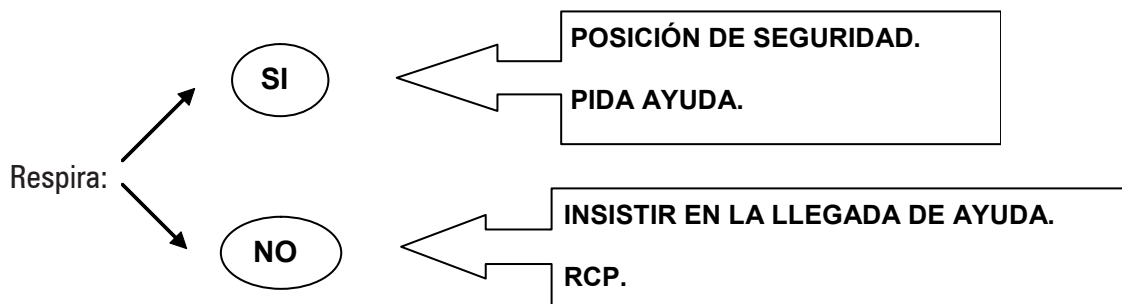 Respira:
SI
POSICIÓN DE SEGURIDAD.
PIDA AYUDA.
NO
INSISTIR EN LA LLEGADA DE AYUDA.
RCP.